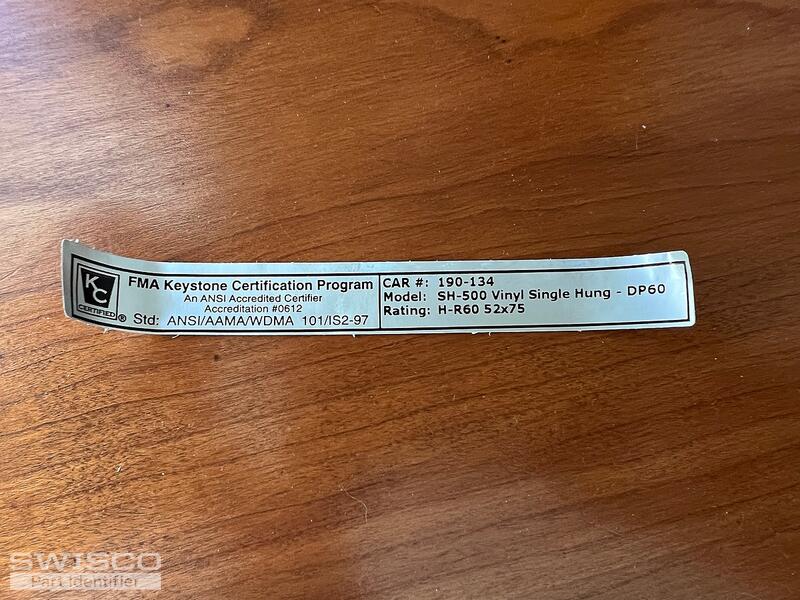 KC
CERTIFIED®
FMA Keystone Certification Program
An ANSI Accredited Certifier
Accreditation #0612
Std: ANSI/AAMA/WDMA 101/IS2-97
CAR #: 190-134
Model: SH-500 Vinyl Single Hung - DP60
Rating: H-R60 52x75
SWISCO
Part Identifier